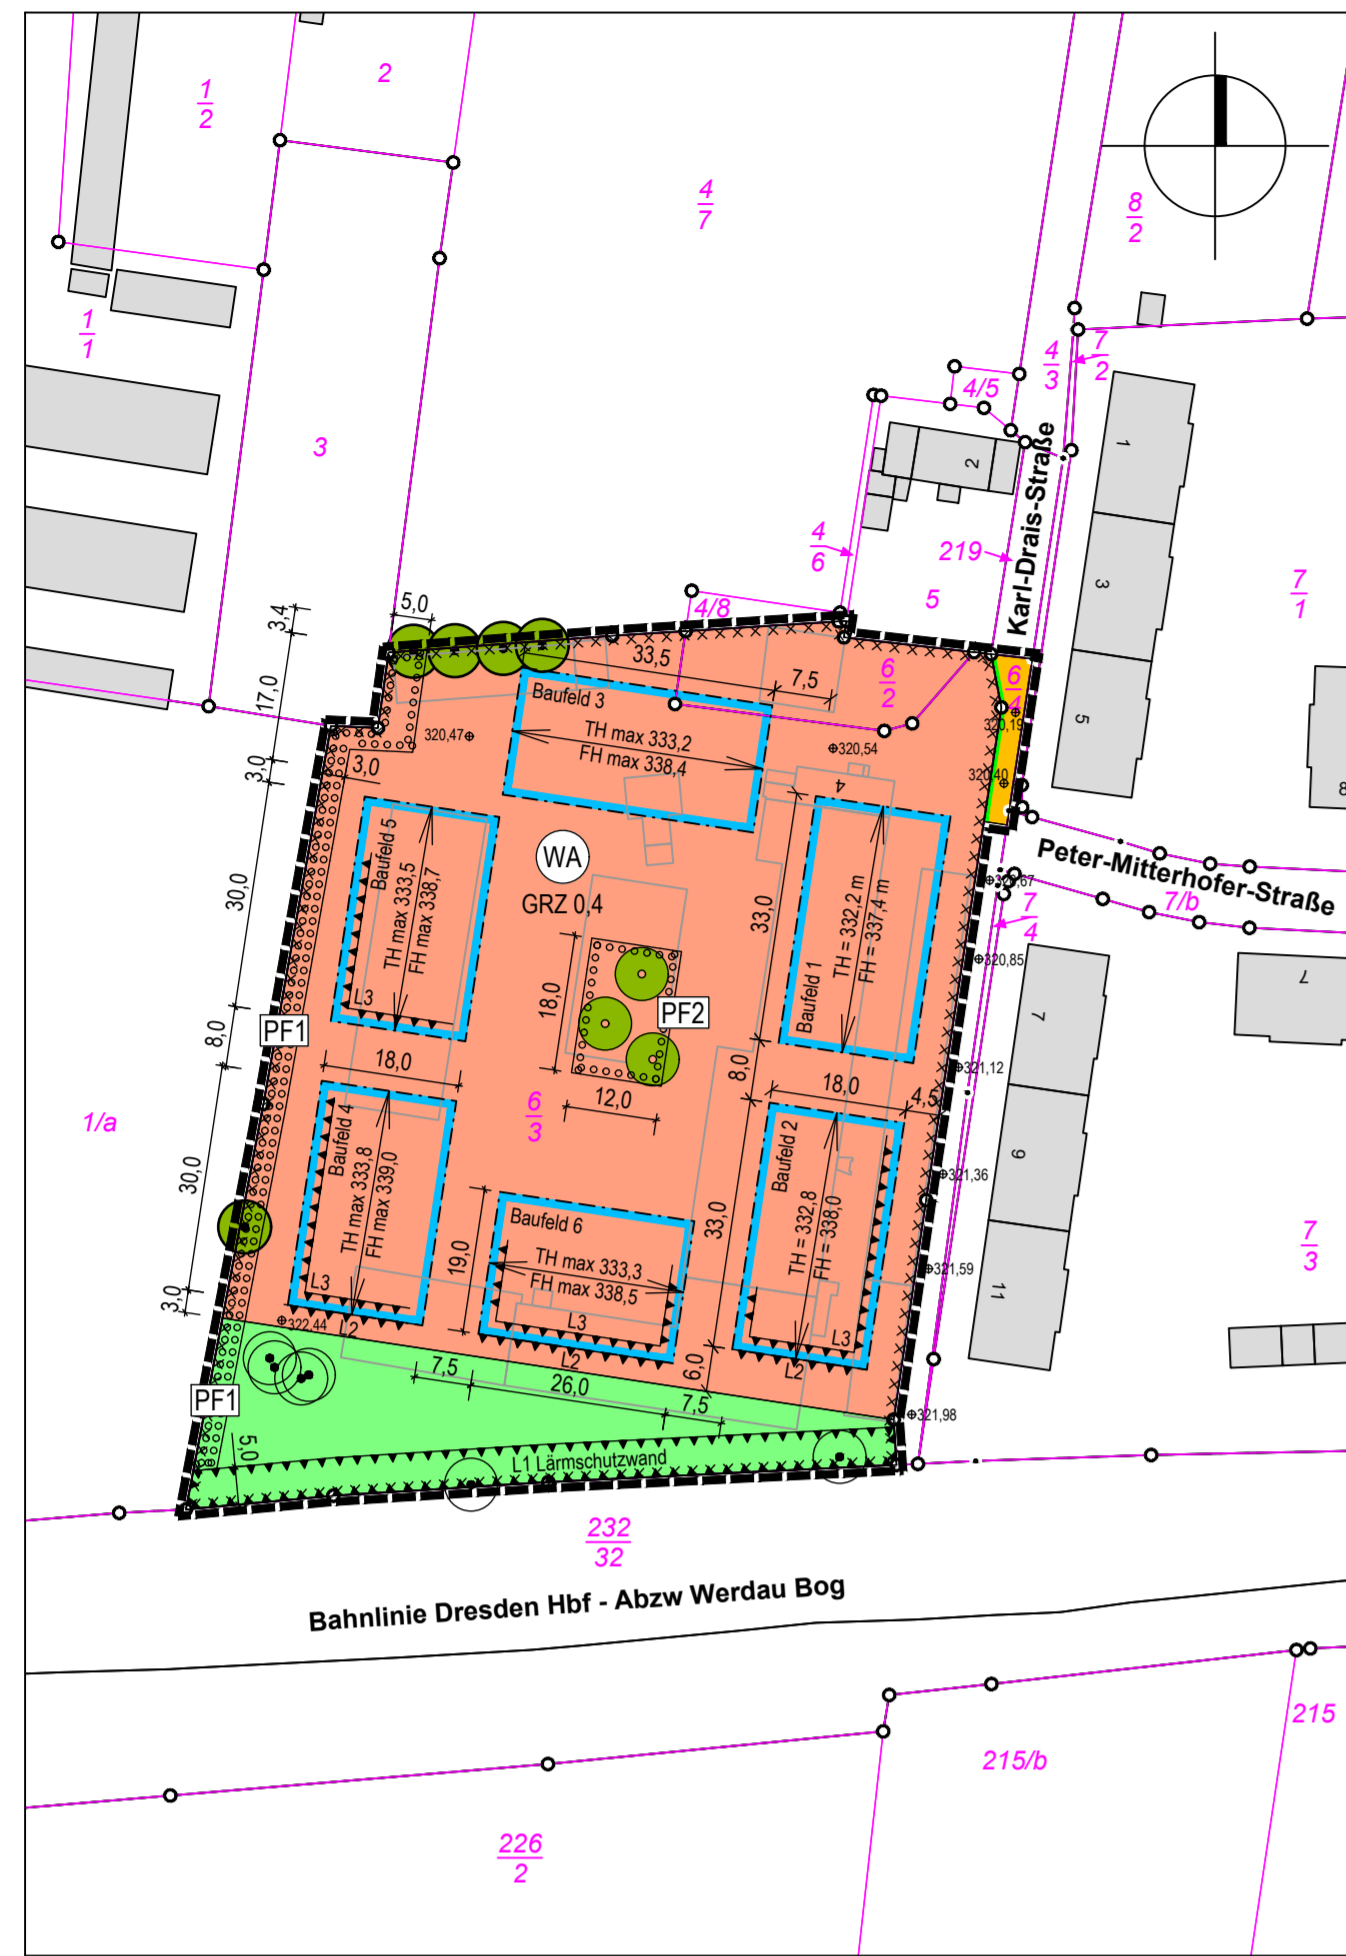 1
2
2
4
7
8
2
1
1
3
4
3
7
2
4/5
2
1
Karl-Drais-Straße
4
6
219
5
3
7
1
5
8
4/8
3,4
5,0
17,0
33,5
7,5
6
2
6
4
Baufeld 3
TH max 333,2
FH max 338,4
320,47
320,54
320,19
320,40
3,0
3,0
4
Baufeld 5
TH max 333,5
FH max 338,7
L3
WA
GRZ 0,4
33,0
Baufeld 1
TH = 332,2 m
FH = 337,4 m
Peter-Mitterhofer-Straße
7/b
7
4
320,85
30,0
18,0
PF2
PF1
8,0
12,0
18,0
8,0
18,0
4,5
321,12
7
7
6
3
1/a
Baufeld 4
TH max 333,8
FH max 339,0
L3
L2
30,0
3,0
322,44
Baufeld 6
TH max 333,3
FH max 338,5
19,0
L3
L2
33,0
Baufeld 2
TH = 332,8
FH = 338,0
L3
L2
321,36
321,59
9
11
7
3
7,5
26,0
7,5
6,0
321,98
PF1
5,0
L1 Lärmschutzwand
232
32
Bahnlinie Dresden Hbf - Abzw Werdau Bog
215
215/b
226
2